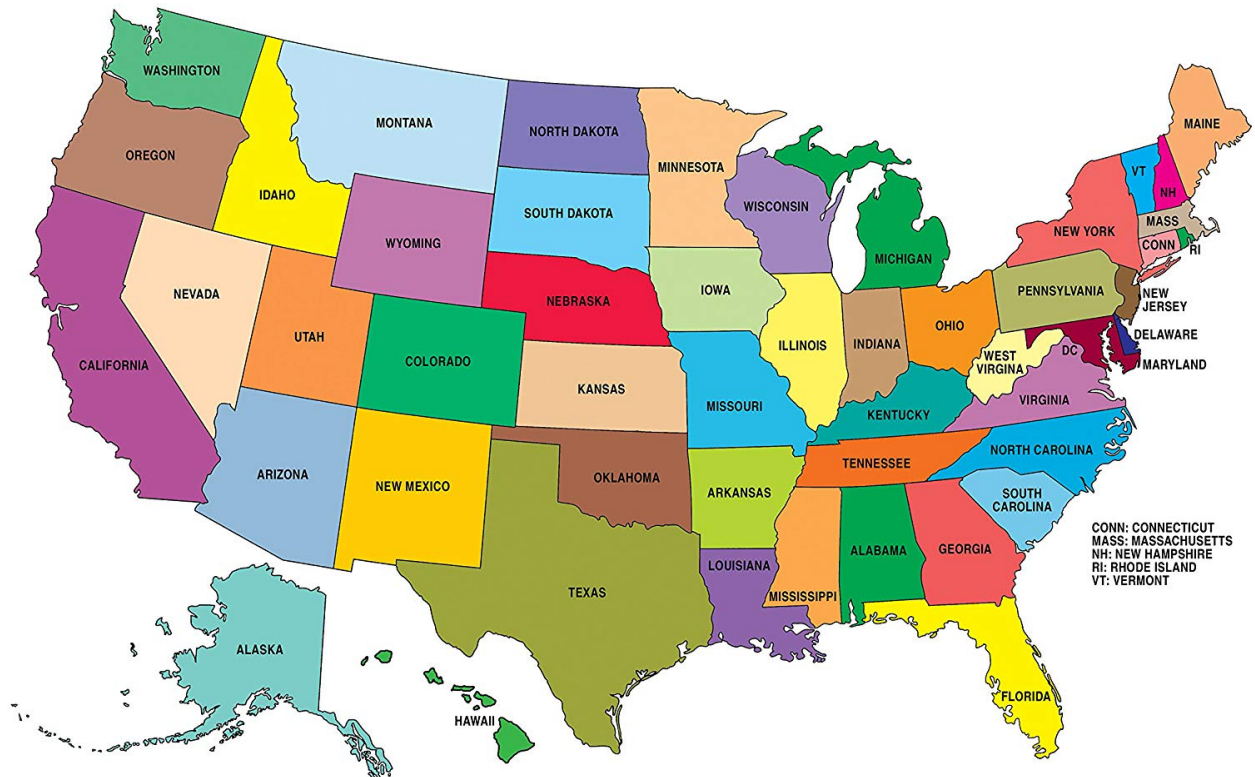 WASHINGTON
OREGON
IDAHO
MONTANA
NORTH DAKOTA
MINNESOTA
WISCONSIN
MICHIGAN
SOUTH DAKOTA
WYOMING
NEVADA
UTAH
CALIFORNIA
COLORADO
NEBRASKA
IOWA
ILLINOIS
INDIANA
OHIO
PENNSYLVANIA
NEW YORK
VT
NH
MAINE
MASS
CONN
RI
NEW
JERSEY
DELAWARE
MARYLAND
DC
WEST
VIRGINA
VIRGINIA
KENTUCKY
MISSOURI
KANSAS
ARIZONA
NEW MEXICO
OKLAHOMA
ARKANSAS
TENNESSEE
NORTH CAROLINA
SOUTH
CAROLINA
GEORGIA
ALABAMA
MISSISSIPPI
LOUISIANA
TEXAS
FLORIDA
ALASKA
HAWAII
CONN: CONNECTICUT
MASS: MASSACHUSETTS
NH: NEW HAMPSHIRE
RI: RHODE ISLAND
VT: VERMONT